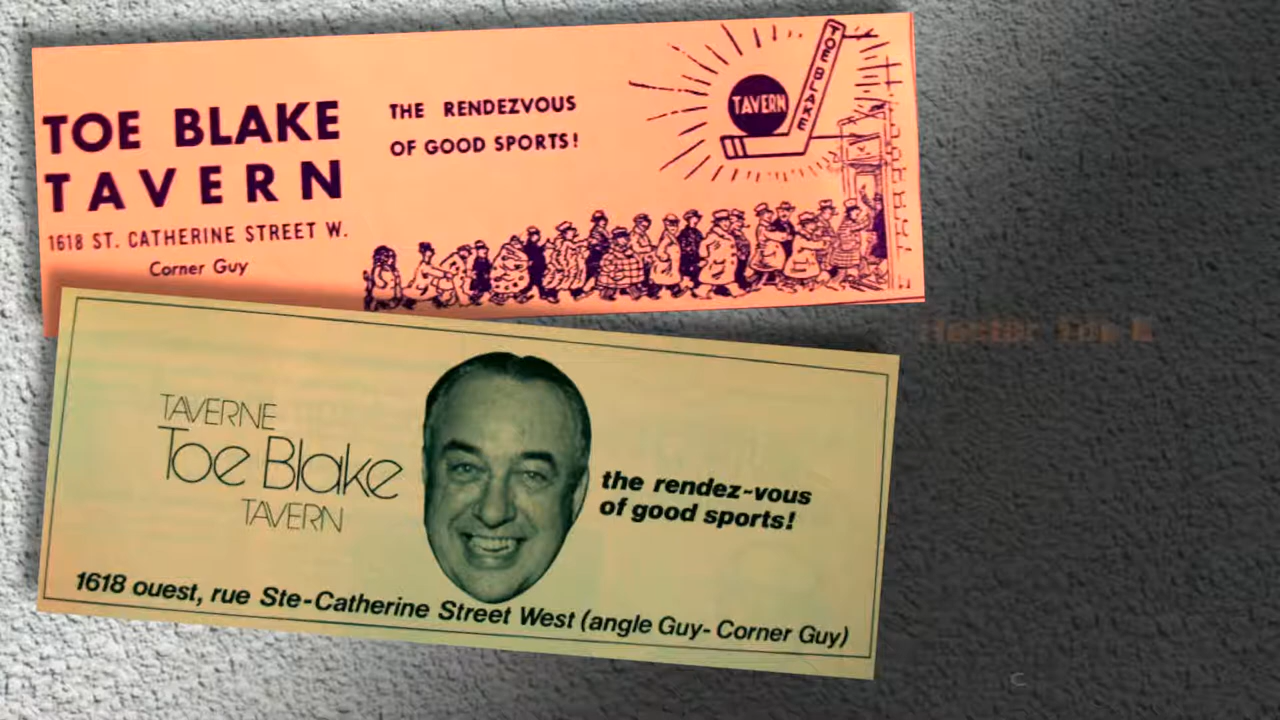 TOE BLAKE
TAVERN
1618 ST. CATHERINE STREET W.
Corner Guy
THE RENDEZVOUS
OF GOOD SPORTS!
TAVERN
TOE BLAKE
TAVERNE
Toe Blake
TAVERN
the rendez-vous
of good sports!
1618 ouest, rue Ste-Catherine Street West (angle Guy-Corner Guy)